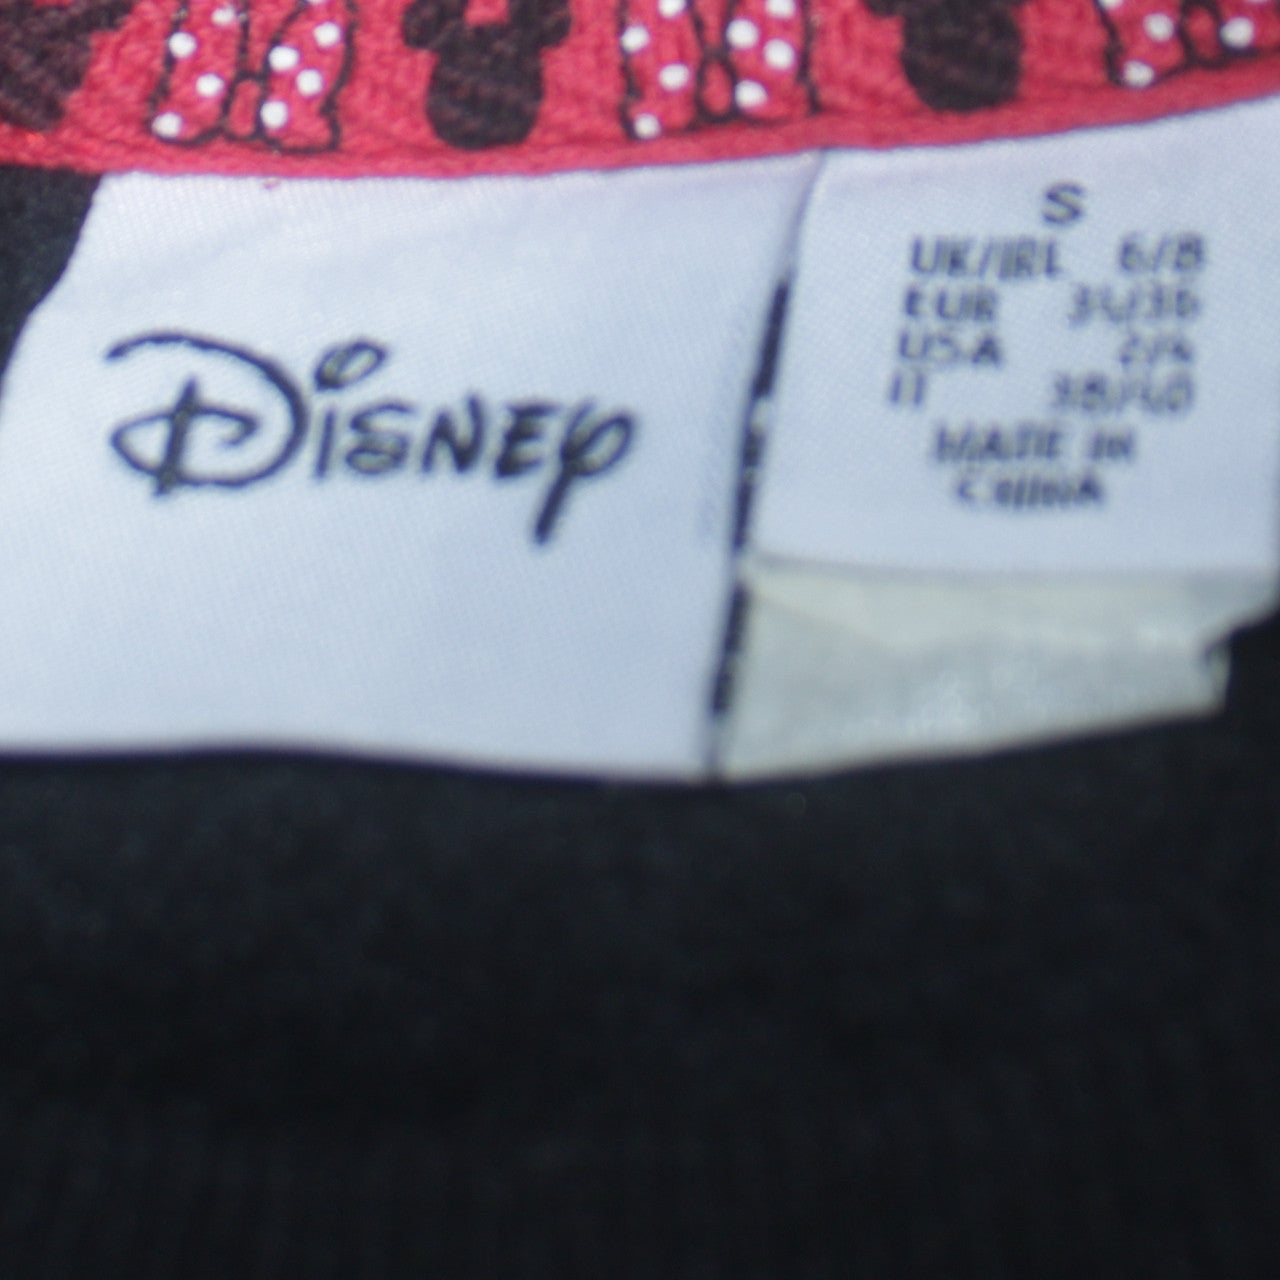 Disney
S
UK/IRL 6/8
EUR 34/36
USA 2/4
IT 38/40
MADE IN
CHINA